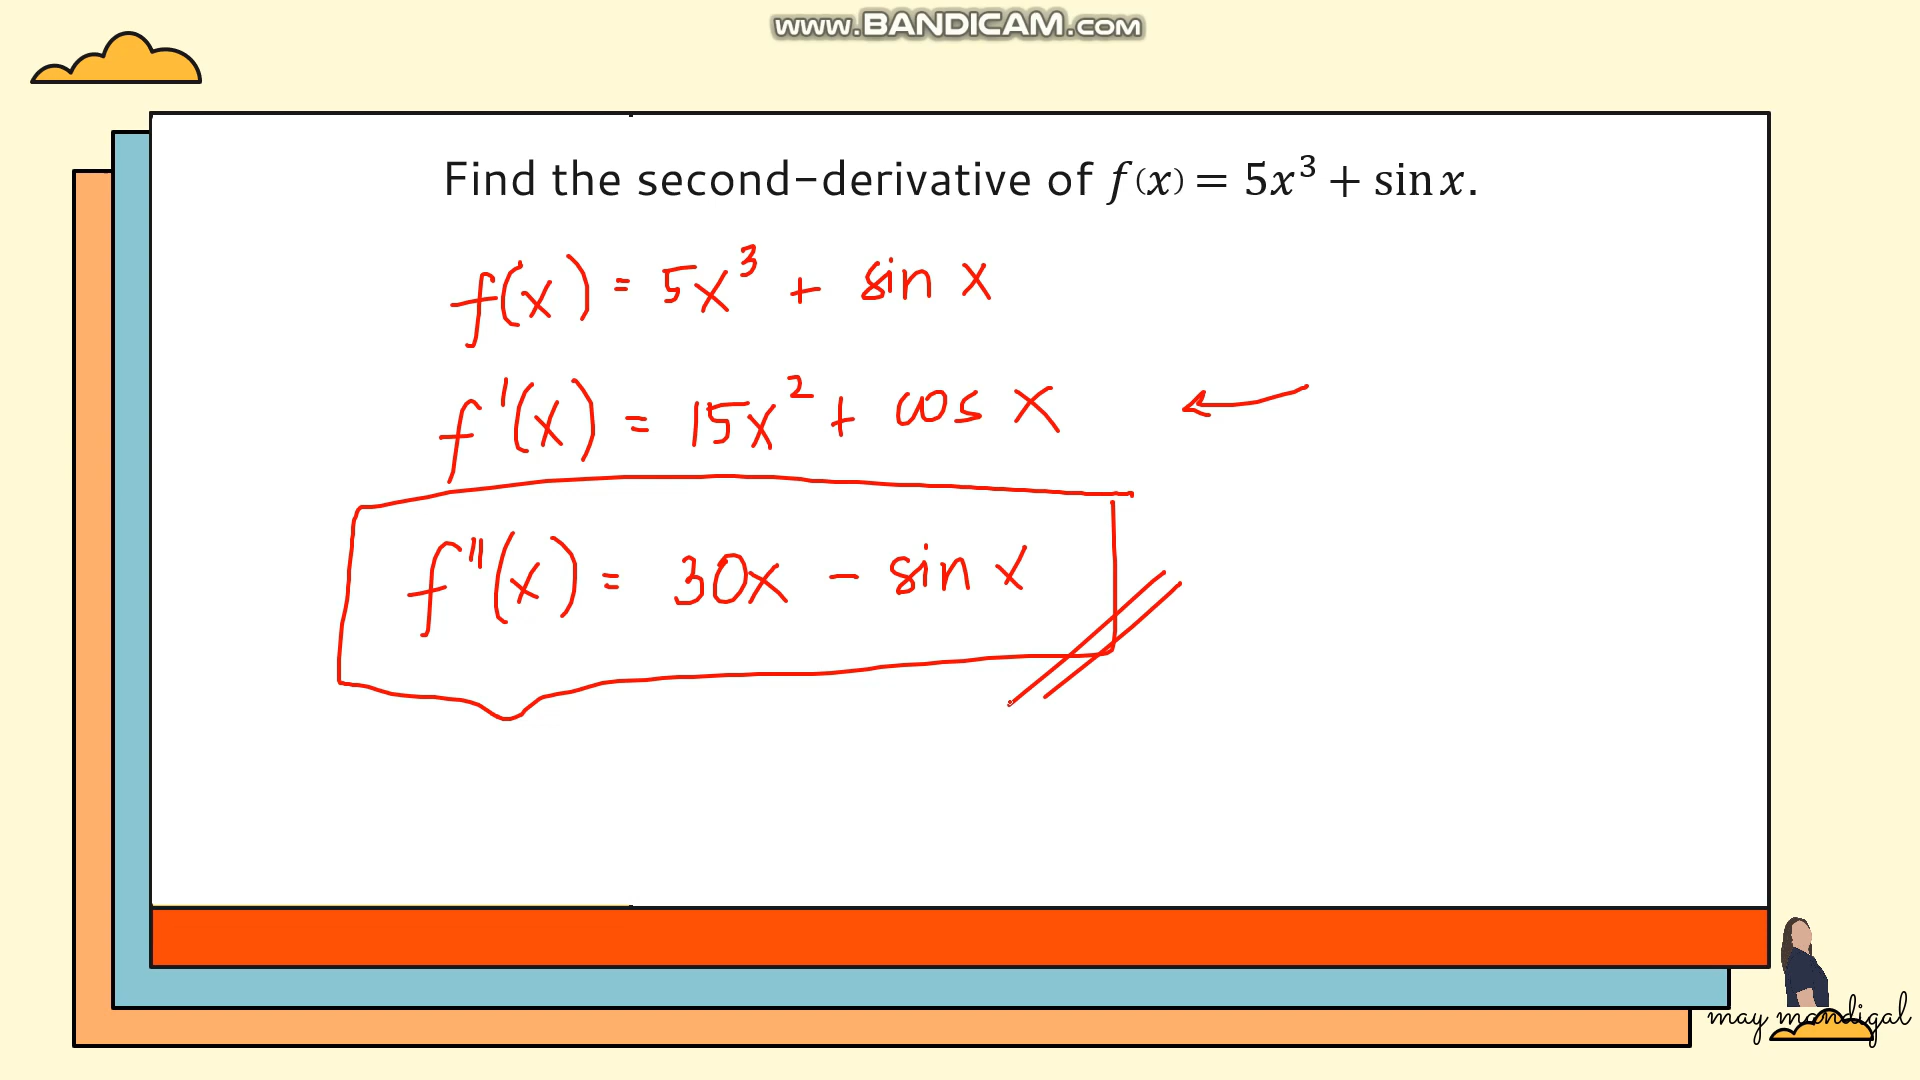 www.BANDICAM.com
Find the second-derivative of f(x) = 5x³ + sin x.
f(x) = 5x³ + sin x
f'(x) = 15x² + cos x
f''(x) = 30x - sin x
may mandigal